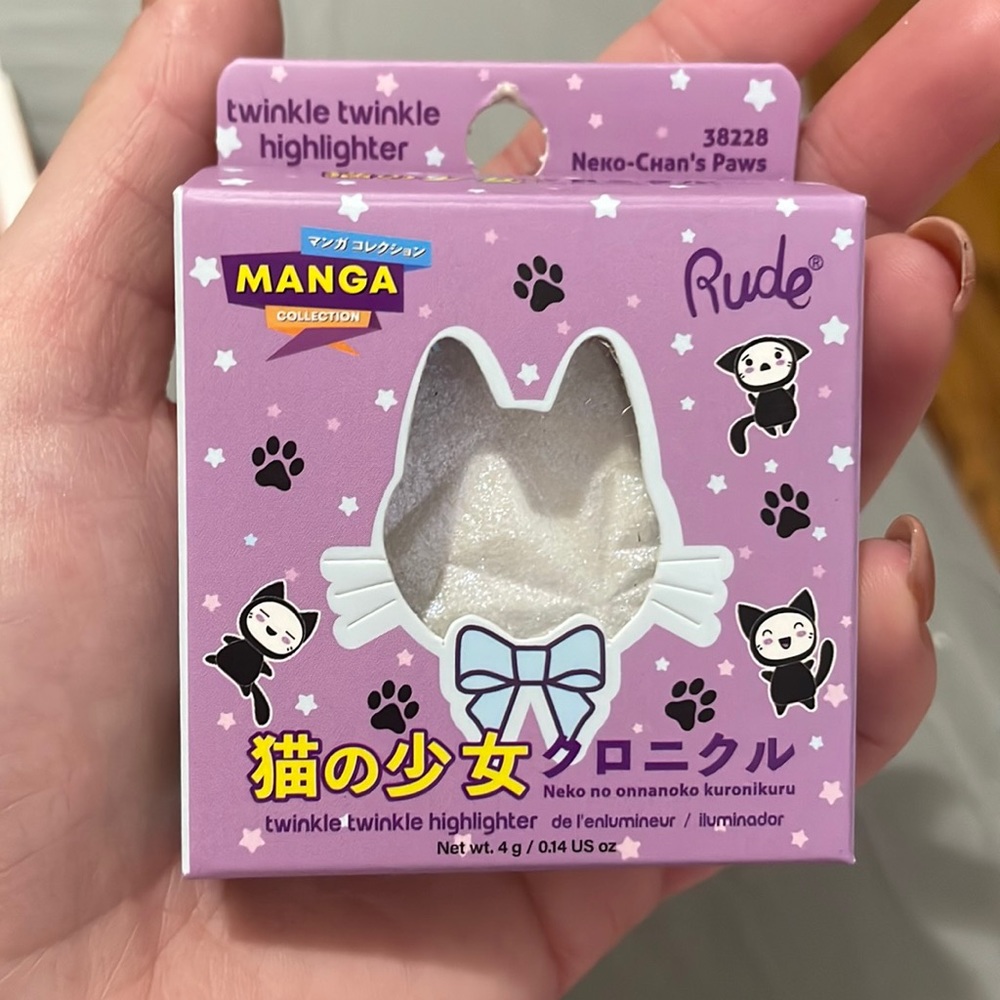 twinkle twinkle
highlighter
38228
Neko-Chan's Paws
マンガ コレクション
MANGA
COLLECTION
Rude®
猫の少女クロニクル
Neko no onnanoko kuronikuru
twinkle twinkle highlighter de l'enlumineur / iluminador
Net wt. 4 g / 0.14 US oz